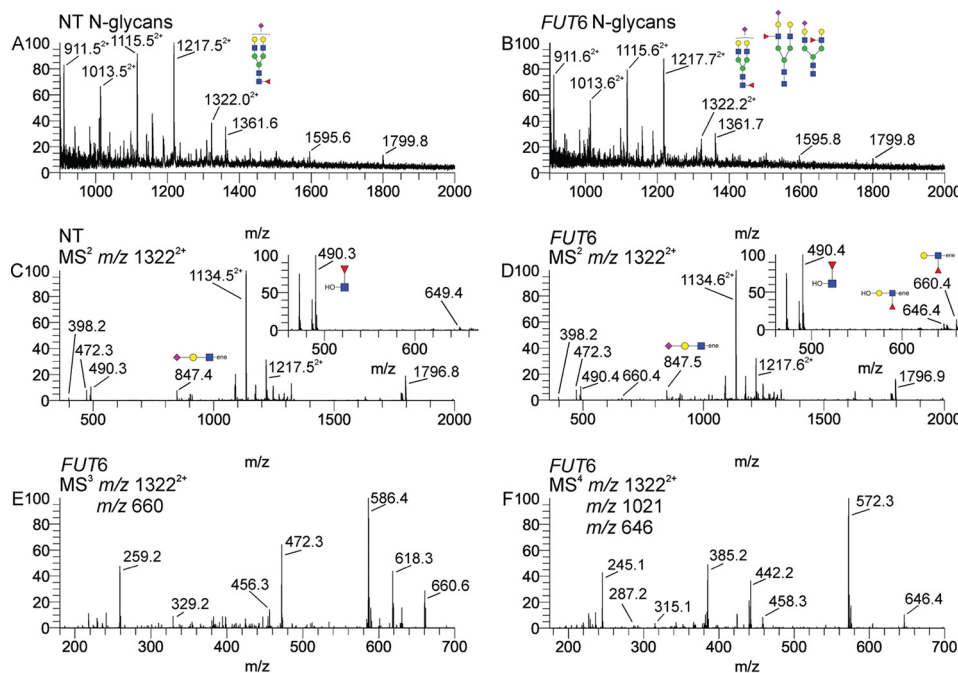 NT N-glycans
A
911.5²⁺
1115.5²⁺
1217.5²⁺
1013.5²⁺
1322.0²⁺
1361.6
1595.6
1799.8
100
80
60
40
20
0
1000 1200 1400 1600 1800 2000
m/z
FUT6 N-glycans
B
911.6²⁺
1115.6²⁺
1217.7²⁺
1013.6²⁺
1322.2²⁺
1361.7
1595.8
1799.8
100
80
60
40
20
0
1000 1200 1400 1600 1800 2000
m/z
NT
MS² m/z 1322²⁺
C
1134.5²⁺
398.2
472.3
490.3
-ene
847.4
1217.5²⁺
1796.8
100
80
60
40
20
0
500 1000 1500 2000
m/z
100
50
0
490.3
HO
649.4
500 600
m/z
FUT6
MS² m/z 1322²⁺
D
1134.6²⁺
398.2
472.3
490.4
660.4
-ene
847.5
1217.6²⁺
1796.9
100
80
60
40
20
0
500 1000 1500 2000
m/z
100
50
0
490.4
HO
HO
-ene
-ene
660.4
646.4
500 600
m/z
FUT6
MS³ m/z 1322²⁺
m/z 660
E
259.2
329.2
456.3
472.3
586.4
618.3
660.6
100
80
60
40
20
0
200 300 400 500 600 700
m/z
FUT6
MS⁴ m/z 1322²⁺
m/z 1021
m/z 646
F
245.1
287.2
315.1
385.2
442.2
458.3
572.3
646.4
100
80
60
40
20
0
200 300 400 500 600 700
m/z